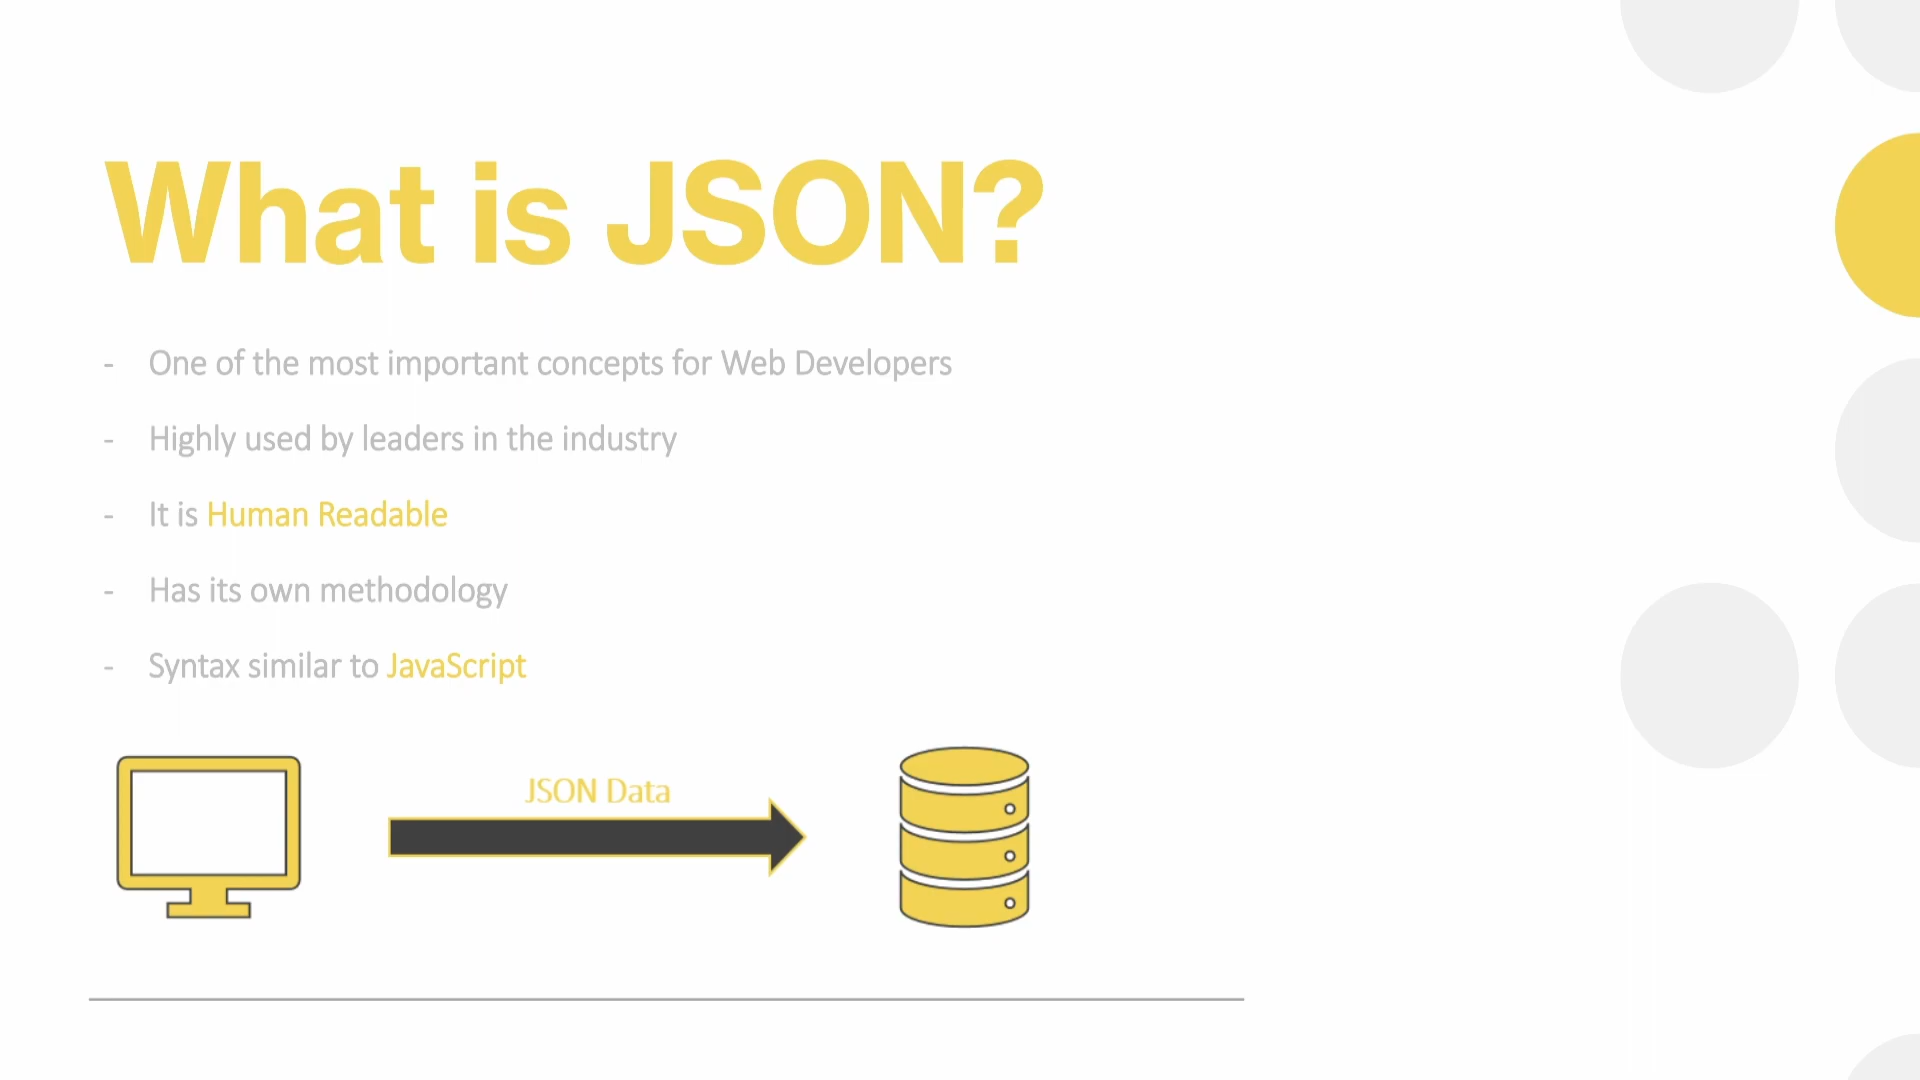 What is JSON?
- One of the most important concepts for Web Developers
- Highly used by leaders in the industry
- It is Human Readable
- Has its own methodology
- Syntax similar to JavaScript
JSON Data